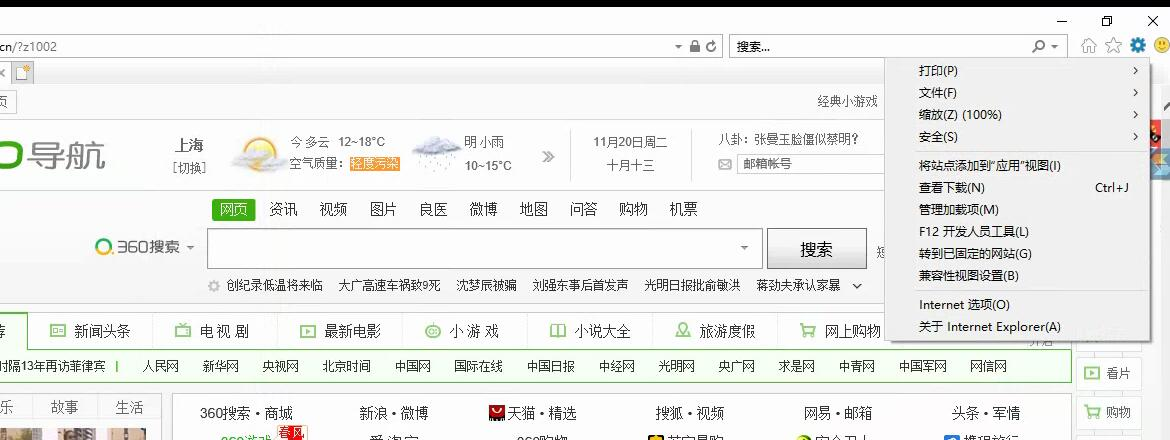 cn/?z1002
搜索...
页
经典小游戏
打印(P)
文件(F)
缩放(Z) (100%)
安全(S)
将站点添加到“应用”视图(I)
查看下载(N) Ctrl+J
管理加载项(M)
F12 开发人员工具(L)
转到已固定的网站(G)
兼容性视图设置(B)
Internet 选项(O)
关于 Internet Explorer(A)
导航
上海
[切换]
今 多云 12~18°C
空气质量: 轻度污染
明 小雨
10~15°C
11月20日周二
十月十三
八卦: 张曼玉脸僵似蔡明?
邮箱帐号
网页 资讯 视频 图片 良医 微博 地图 问答 购物 机票
360搜索
搜索
创纪录低温将来临 大广高速车祸致9死 沈梦辰被骗 刘强东事后首发声 光明日报批俞敏洪 蒋劲夫承认家暴
新闻头条 电视剧 最新电影 小游戏 小说大全 旅游度假 网上购物
时隔13年再访菲律宾 人民网 新华网 央视网 北京时间 中国网 国际在线 中国日报 中经网 光明网 央广网 求是网 中青网 中国军网 网信网
看片
购物
乐 故事 生活
360搜索 • 商城 新浪 • 微博 天猫 • 精选 搜狐 • 视频 网易 • 邮箱 头条 • 军情
春风